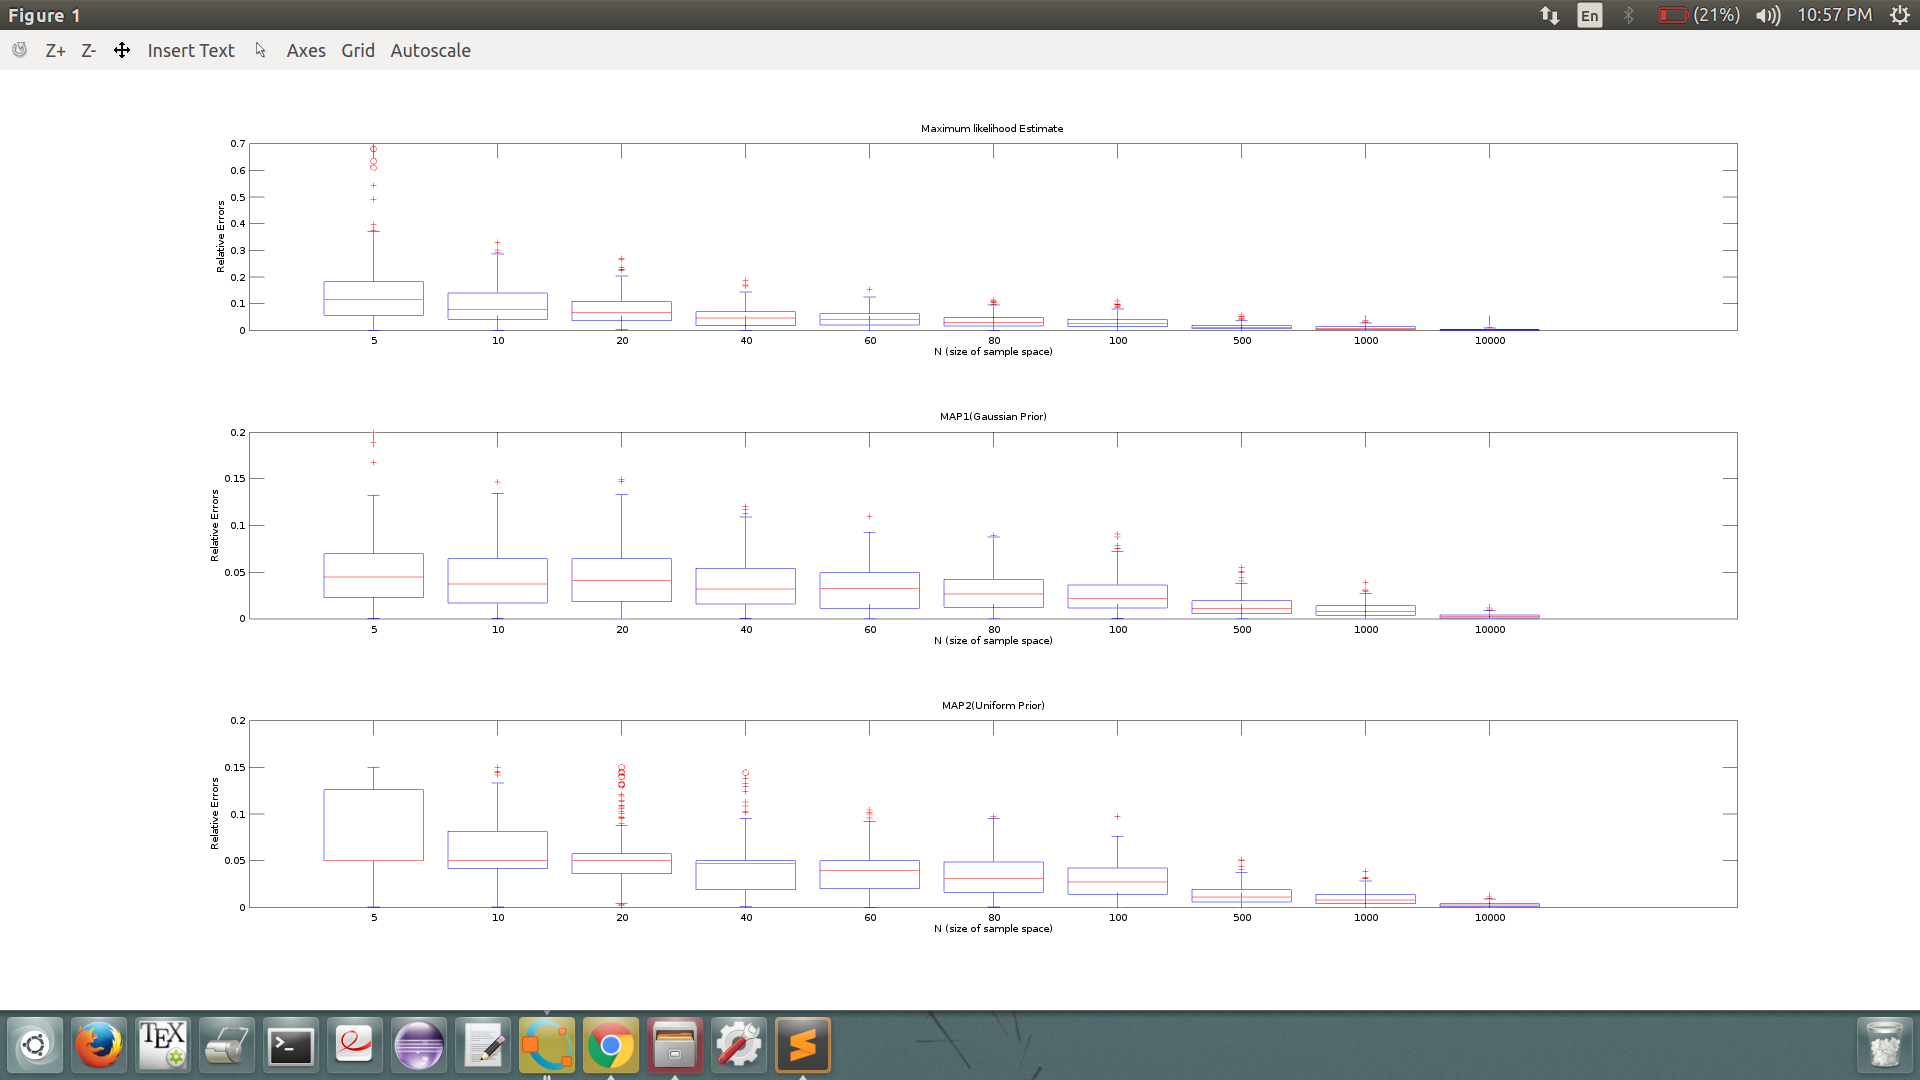 Figure 1
En
(21%)
10:57 PM
Z+ Z- Insert Text Axes Grid Autoscale
Maximum likelihood Estimate
0.7
0.6
0.5
0.4
0.3
0.2
0.1
0
Relative Errors
5 10 20 40 60 80 100 500 1000 10000
N (size of sample space)
MAP1(Gaussian Prior)
0.2
0.15
0.1
0.05
0
Relative Errors
5 10 20 40 60 80 100 500 1000 10000
N (size of sample space)
MAP2(Uniform Prior)
0.2
0.15
0.1
0.05
0
Relative Errors
5 10 20 40 60 80 100 500 1000 10000
N (size of sample space)
TEX
>_